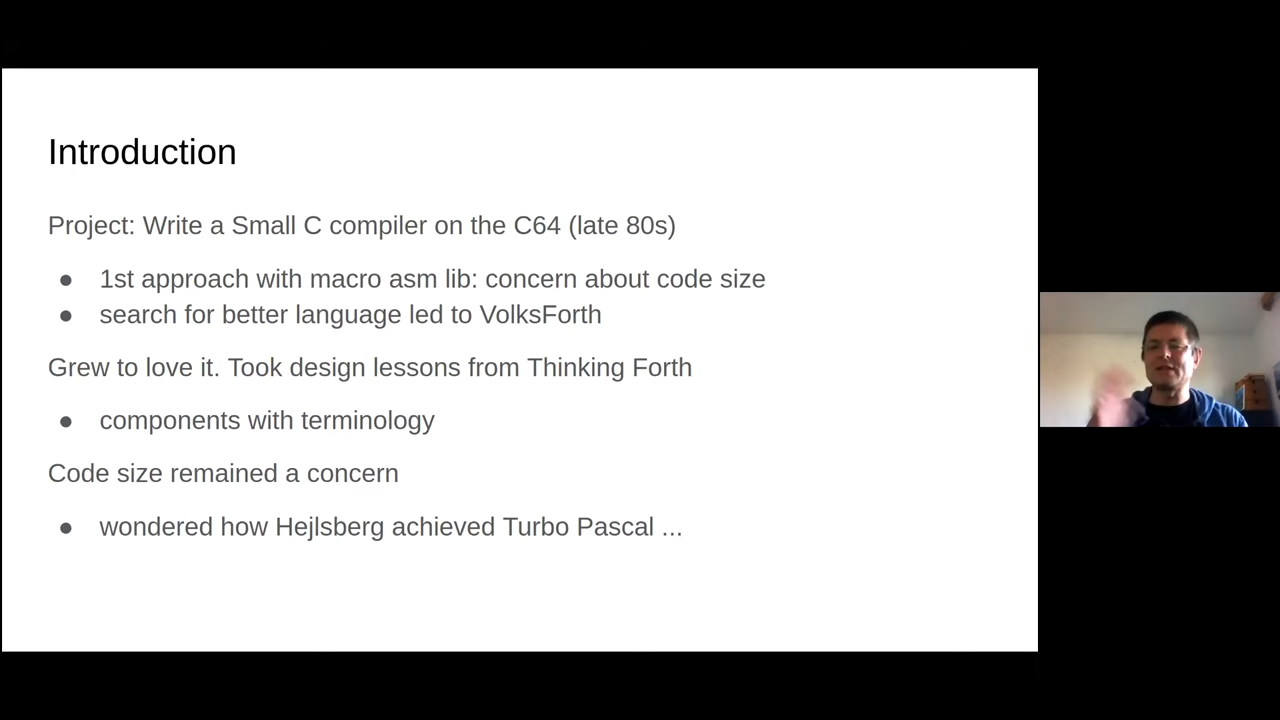 Introduction
Project: Write a Small C compiler on the C64 (late 80s)
● 1st approach with macro asm lib: concern about code size
● search for better language led to VolksForth
Grew to love it. Took design lessons from Thinking Forth
● components with terminology
Code size remained a concern
● wondered how Hejlsberg achieved Turbo Pascal ...